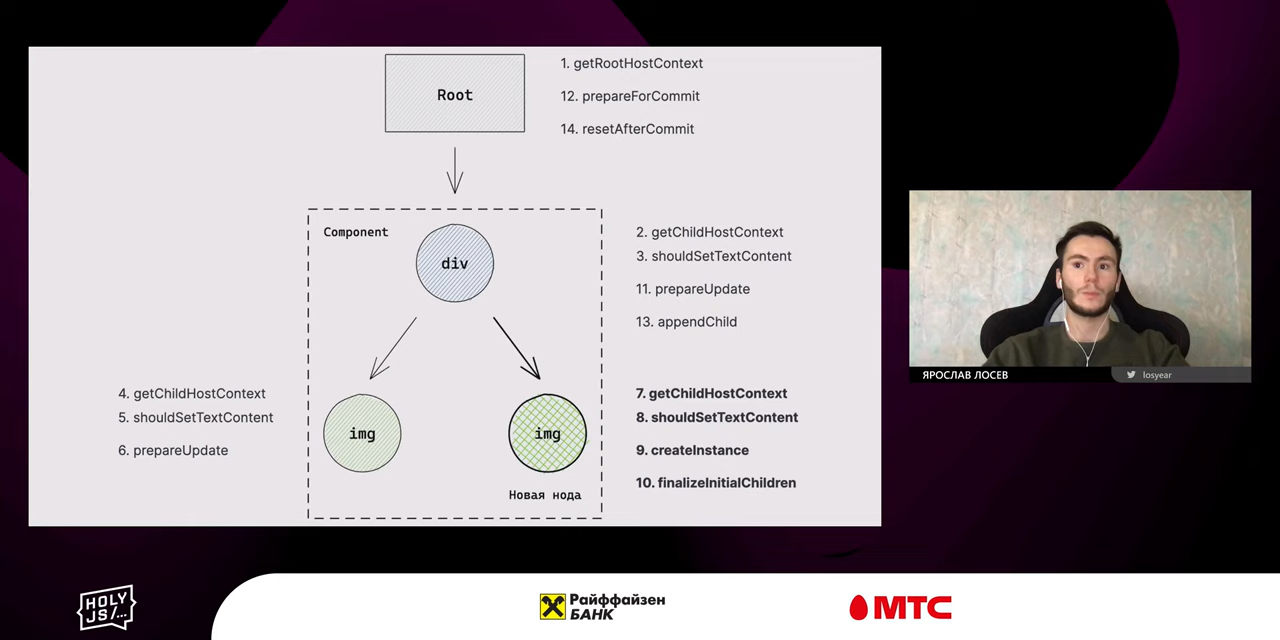 Root
1. getRootHostContext
12. prepareForCommit
14. resetAfterCommit
Component
div
2. getChildHostContext
3. shouldSetTextContent
11. prepareUpdate
13. appendChild
4. getChildHostContext
5. shouldSetTextContent
6. prepareUpdate
img
img
Новая нода
7. getChildHostContext
8. shouldSetTextContent
9. createInstance
10. finalizeInitialChildren
ЯРОСЛАВ ЛОСЕВ
losyear
HOLY
JS/...
Райффайзен
БАНК
МТС